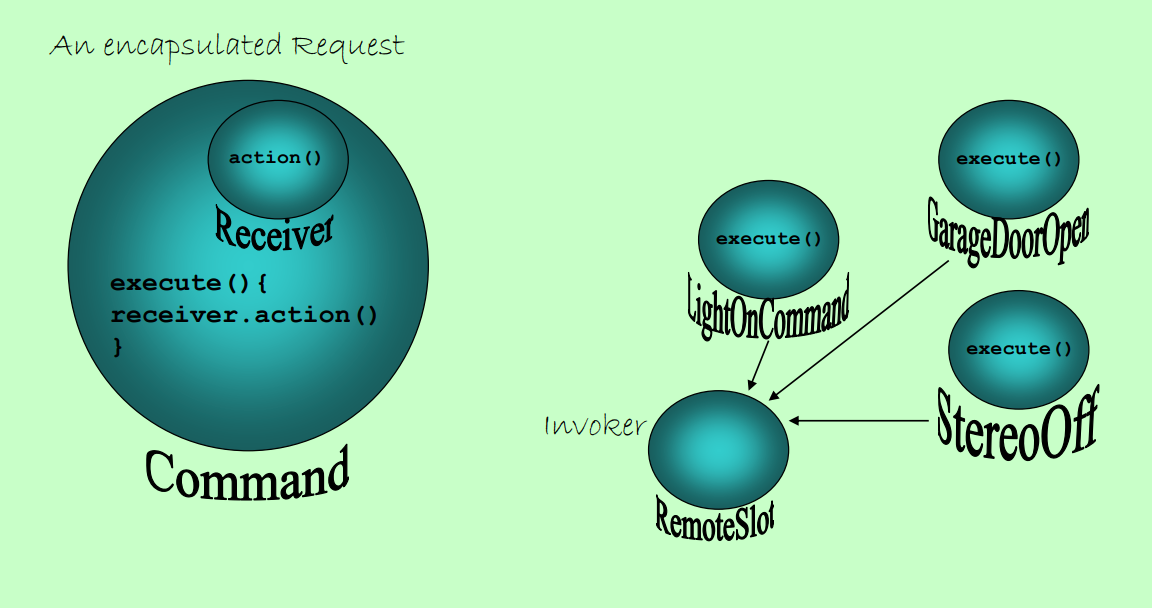 An encapsulated Request
action()
Receiver
execute(){
receiver.action()
}
Command
execute()
GarageDoorOpen
execute()
LightOnCommand
execute()
StereoOff
Invoker
RemoteSlot